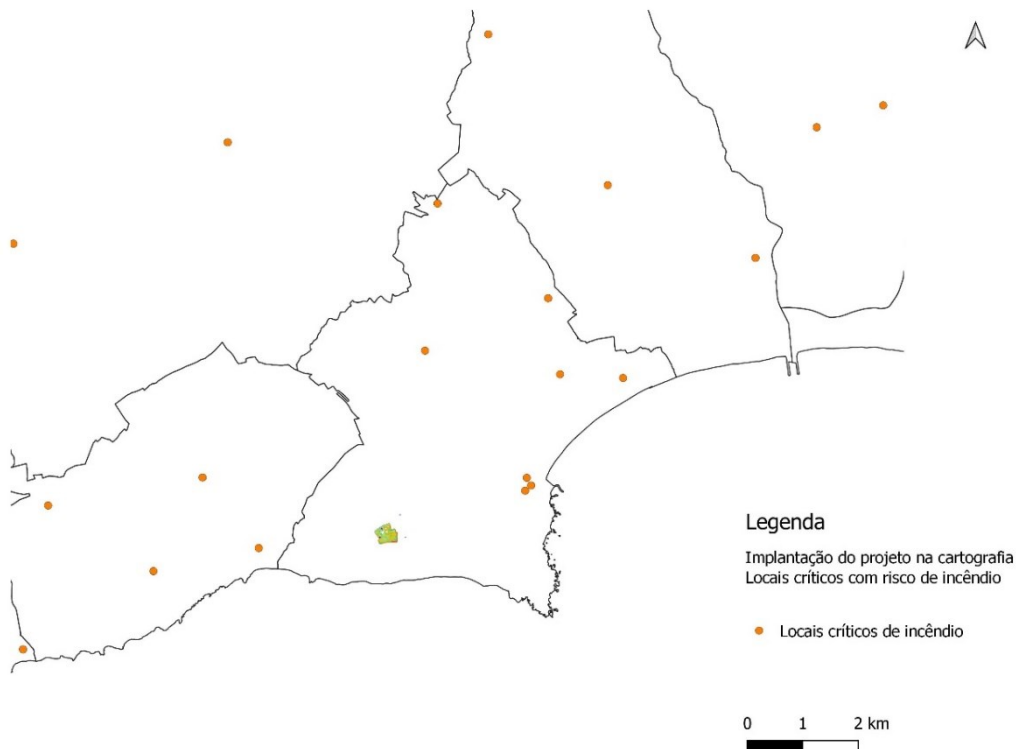 Legenda
Implantação do projeto na cartografia
Locais críticos com risco de incêndio
Locais críticos de incêndio
0 1 2 km